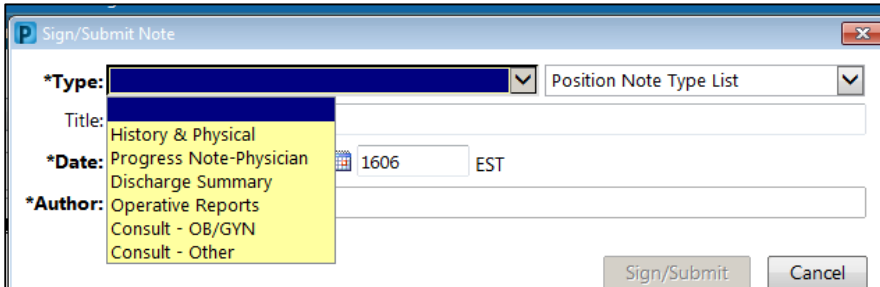 P Sign/Submit Note
*Type: Position Note Type List
Title:
History & Physical
*Date: Progress Note-Physician 1606 EST
Discharge Summary
*Author: Operative Reports
Consult - OB/GYN
Consult - Other
Sign/Submit Cancel